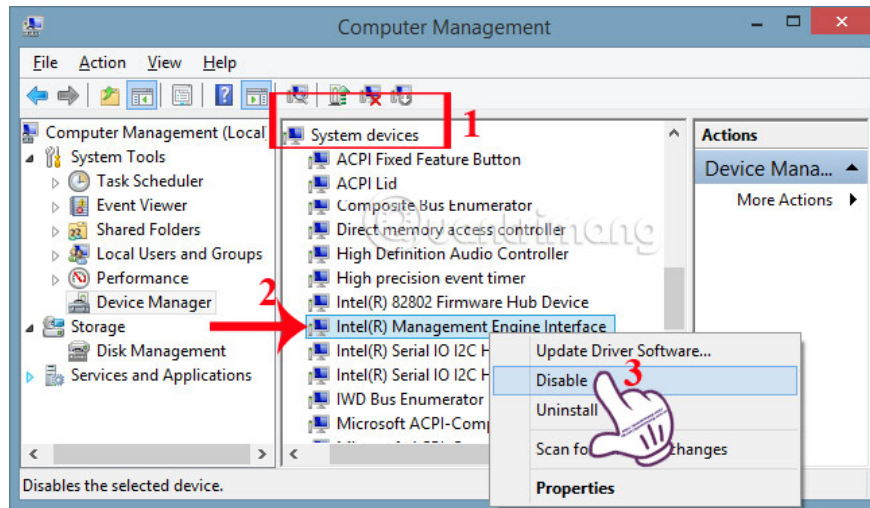 Computer Management
File Action View Help
1
Computer Management (Local
System Tools
Task Scheduler
Event Viewer
Shared Folders
Local Users and Groups
Performance
Device Manager
Storage
Disk Management
Services and Applications
2
System devices
ACPI Fixed Feature Button
ACPI Lid
Composite Bus Enumerator
Direct memory access controller
High Definition Audio Controller
High precision event timer
Intel(R) 82802 Firmware Hub Device
Intel(R) Management Engine Interface
Intel(R) Serial IO I2C H
Intel(R) Serial IO I2C H
IWD Bus Enumerator
Microsoft ACPI-Com
Quantrimang
Update Driver Software...
Disable
3
Uninstall
Scan fo hanges
Properties
Actions
Device Mana...
More Actions
Disables the selected device.